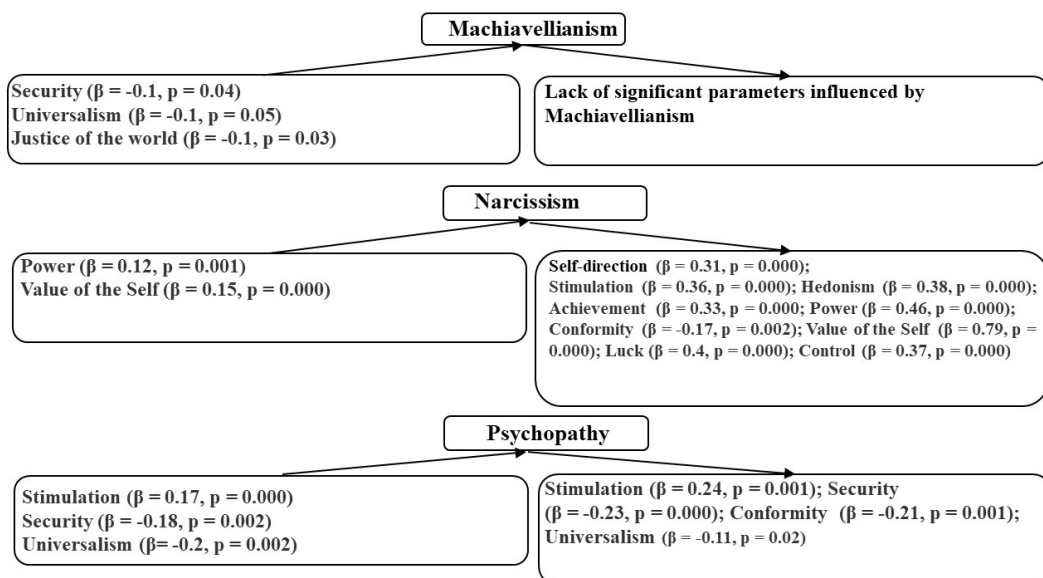 Machiavellianism
Security (β = -0.1, p = 0.04)
Universalism (β = -0.1, p = 0.05)
Justice of the world (β = -0.1, p = 0.03)
Lack of significant parameters influenced by
Machiavellianism
Narcissism
Power (β = 0.12, p = 0.001)
Value of the Self (β = 0.15, p = 0.000)
Self-direction (β = 0.31, p = 0.000);
Stimulation (β = 0.36, p = 0.000); Hedonism (β = 0.38, p = 0.000);
Achievement (β = 0.33, p = 0.000; Power (β = 0.46, p = 0.000);
Conformity (β = -0.17, p = 0.002); Value of the Self (β = 0.79, p =
0.000); Luck (β = 0.4, p = 0.000); Control (β = 0.37, p = 0.000)
Psychopathy
Stimulation (β = 0.17, p = 0.000)
Security (β = -0.18, p = 0.002)
Universalism (β= -0.2, p = 0.002)
Stimulation (β = 0.24, p = 0.001); Security
(β = -0.23, p = 0.000); Conformity (β = -0.21, p = 0.001);
Universalism (β = -0.11, p = 0.02)